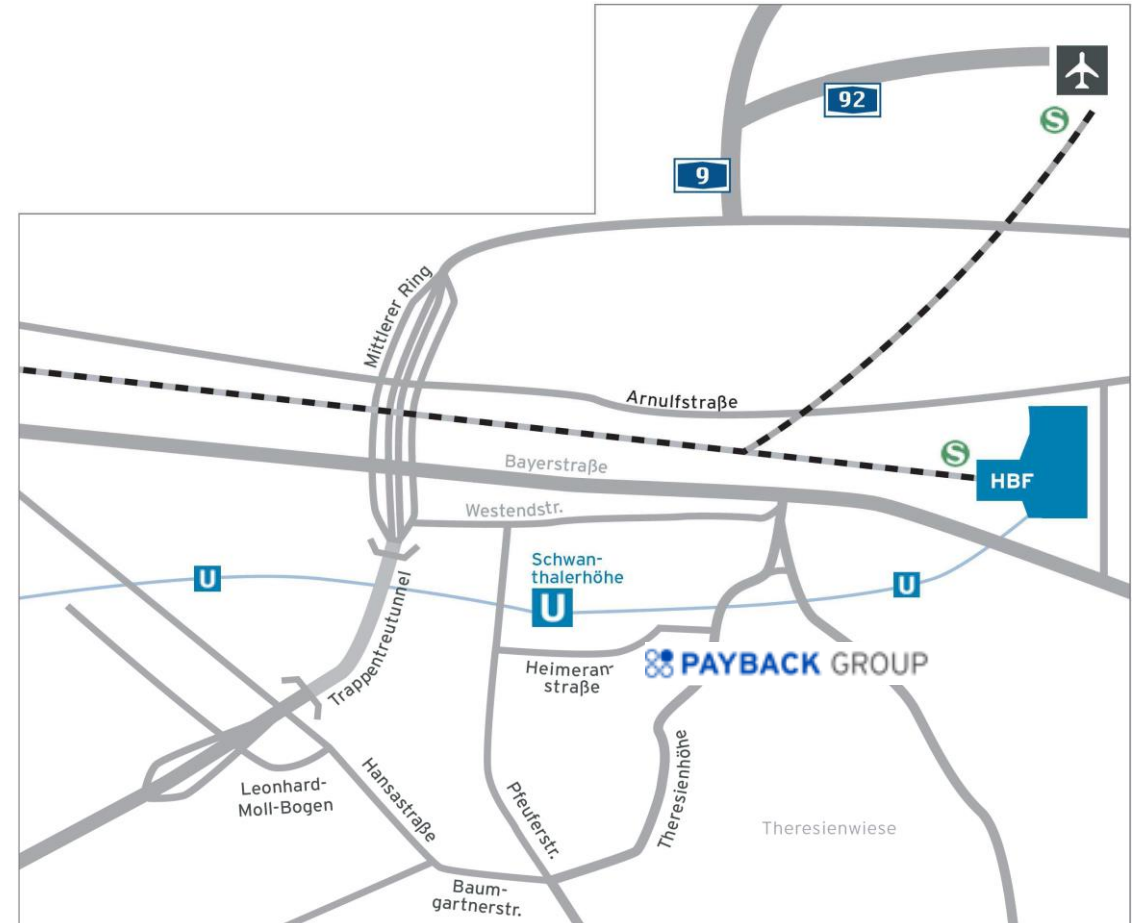 92
S
9
Mittlerer Ring
Arnulfstraße
S
Bayerstraße
HBF
Westendstr.
Schwan-
thalerhöhe
U
U
U
Trappentreutunnel
Heimeran-
straße
PAYBACK GROUP
Leonhard-
Moll-Bogen
Hansastraße
Pfeuferstr.
Theresienhöhe
Theresienwiese
Baum-
gartnerstr.